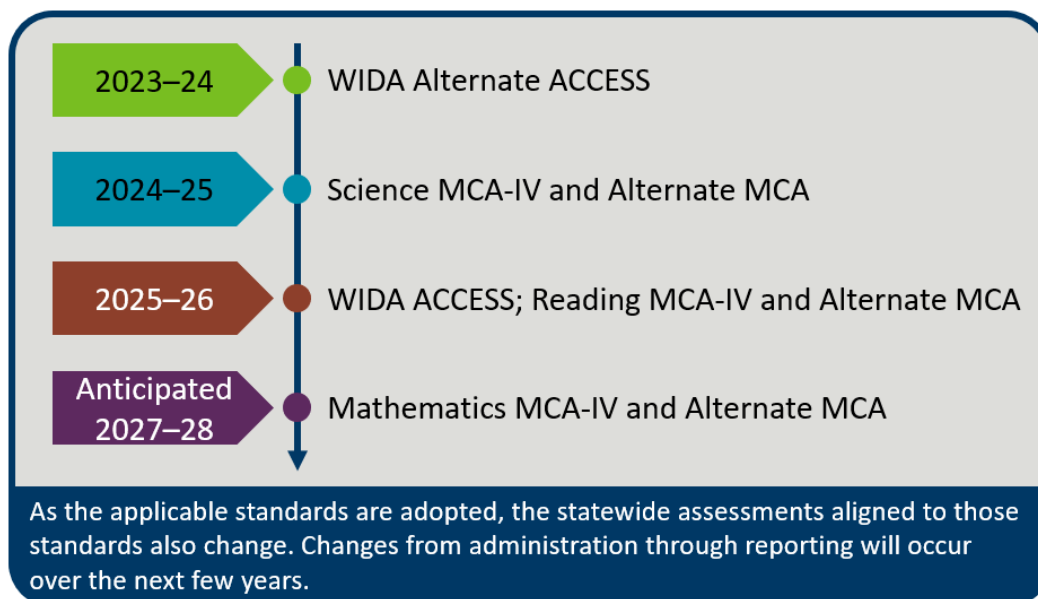 2023–24
WIDA Alternate ACCESS
2024–25
Science MCA-IV and Alternate MCA
2025–26
WIDA ACCESS; Reading MCA-IV and Alternate MCA
Anticipated
2027–28
Mathematics MCA-IV and Alternate MCA
As the applicable standards are adopted, the statewide assessments aligned to those
standards also change. Changes from administration through reporting will occur
over the next few years.